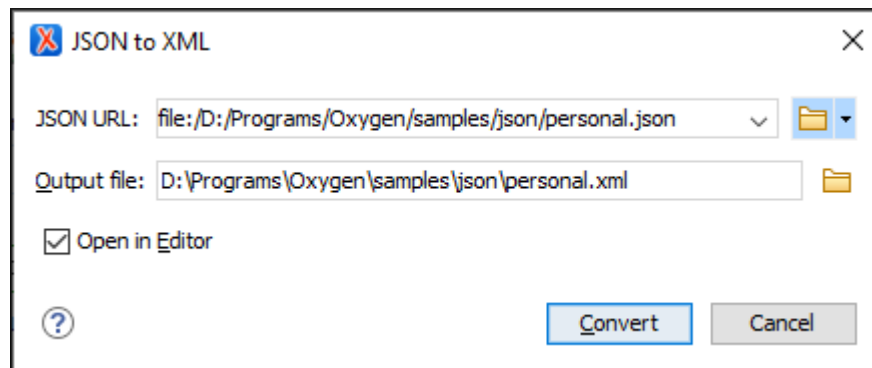 JSON to XML
JSON URL: file:/D:/Programs/Oxygen/samples/json/personal.json
Output file: D:\Programs\Oxygen\samples\json\personal.xml
Open in Editor
? Convert Cancel